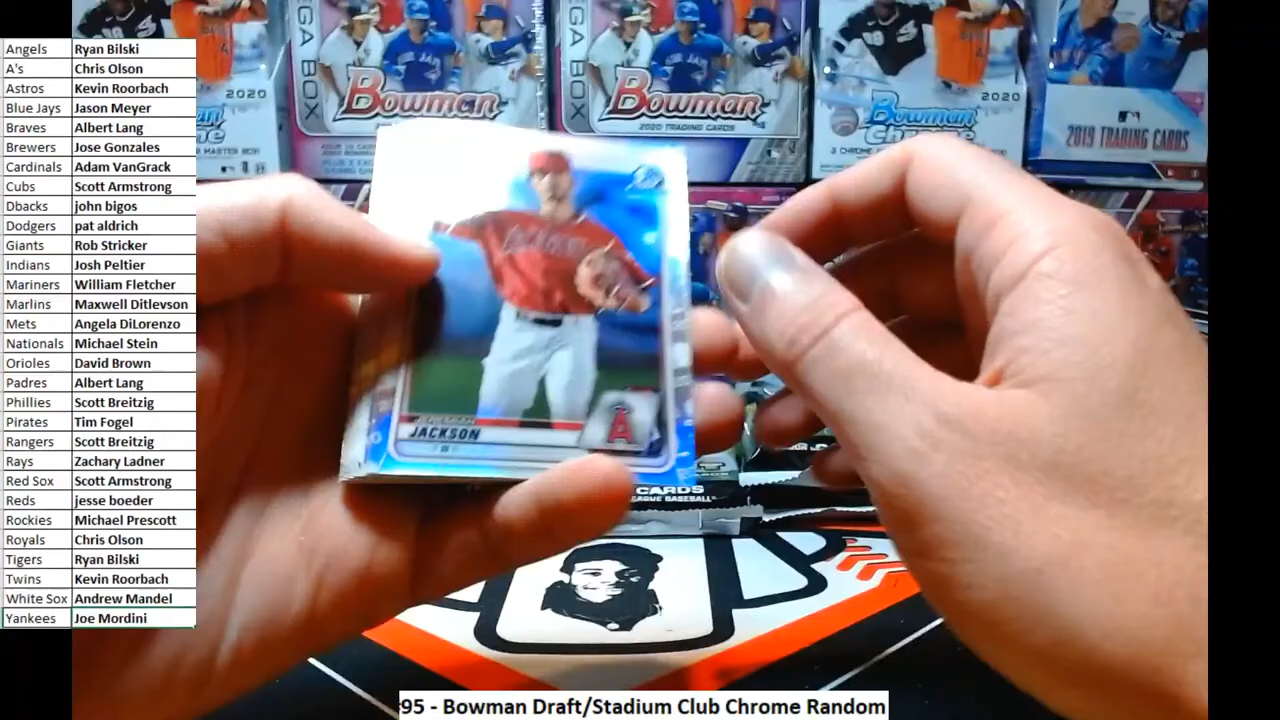 Angels Ryan Bilski
A's Chris Olson
Astros Kevin Roorbach
Blue Jays Jason Meyer
Braves Albert Lang
Brewers Jose Gonzales
Cardinals Adam VanGrack
Cubs Scott Armstrong
Dbacks john bigos
Dodgers pat aldrich
Giants Rob Stricker
Indians Josh Peltier
Mariners William Fletcher
Marlins Maxwell Ditlevson
Mets Angela DiLorenzo
Nationals Michael Stein
Orioles David Brown
Padres Albert Lang
Phillies Scott Breitzig
Pirates Tim Fogel
Rangers Scott Breitzig
Rays Zachary Ladner
Red Sox Scott Armstrong
Reds jesse boeder
Rockies Michael Prescott
Royals Chris Olson
Tigers Ryan Bilski
Twins Kevin Roorbach
White Sox Andrew Mandel
Yankees Joe Mordini
2020
MEGA BOX
Bowman
MEGA BOX
Bowman
2020 TRADING CARDS
2020
Bowman
Chrome
2019 TRADING CARDS
JEREMIAH
JACKSON
A
CARDS
95 - Bowman Draft/Stadium Club Chrome Random